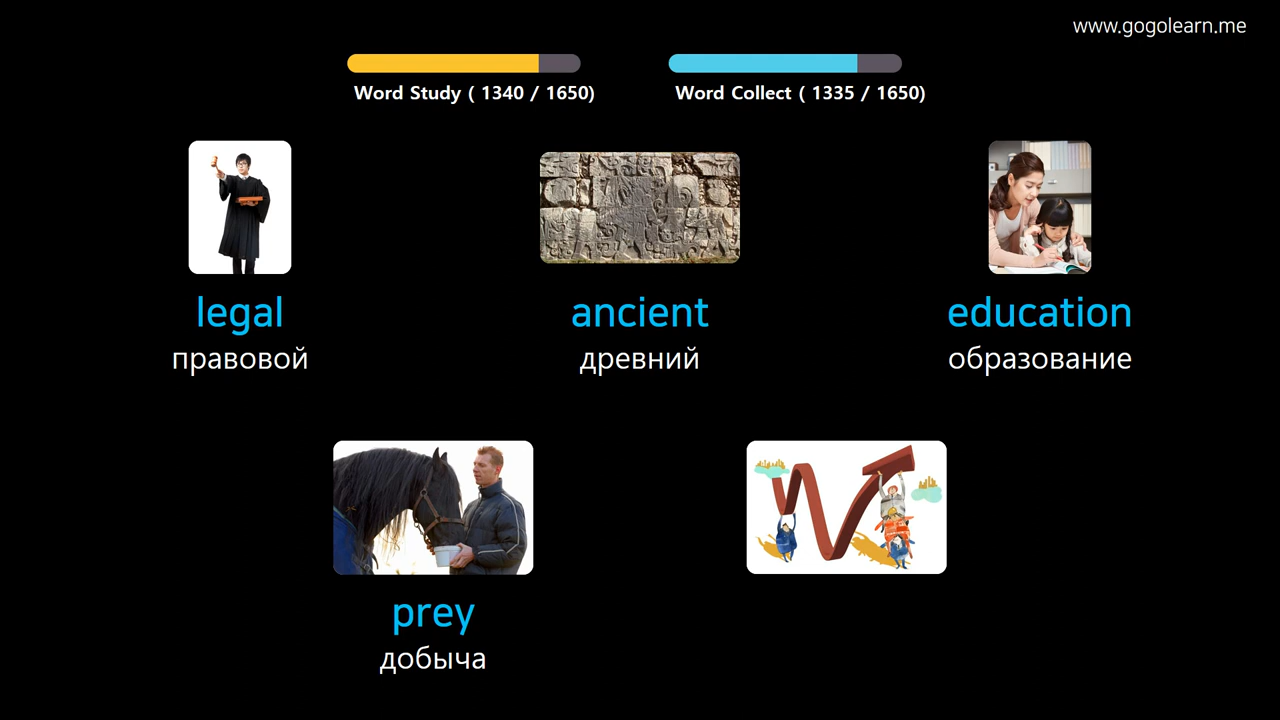 www.gogolearn.me
Word Study ( 1340 / 1650)
Word Collect ( 1335 / 1650)
legal
правовой
ancient
древний
education
образование
prey
добыча